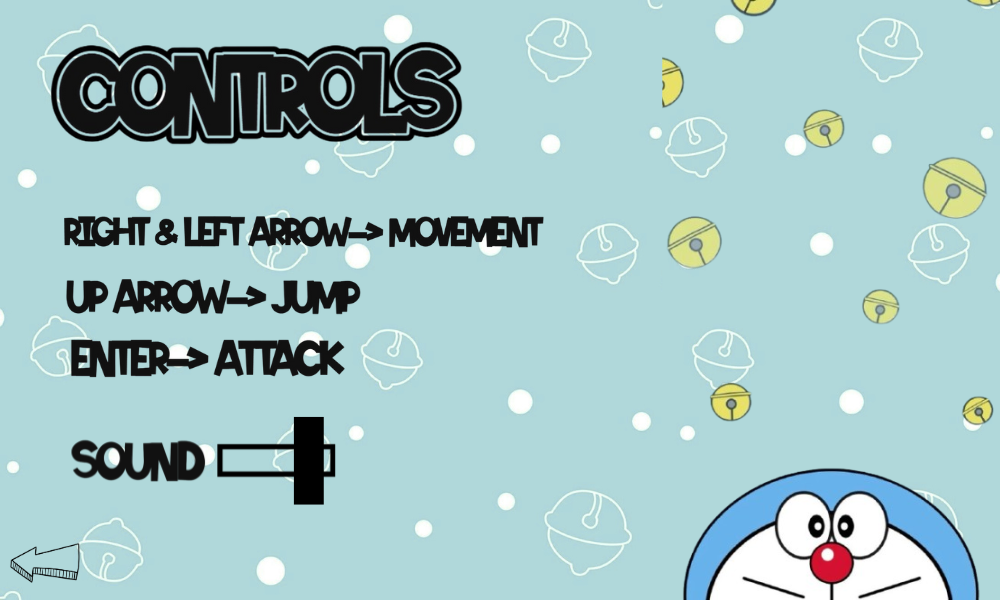 CONTROLS
RIGHT & LEFT ARROW--> MOVEMENT
UP ARROW--> JUMP
ENTER--> ATTACK
SOUND